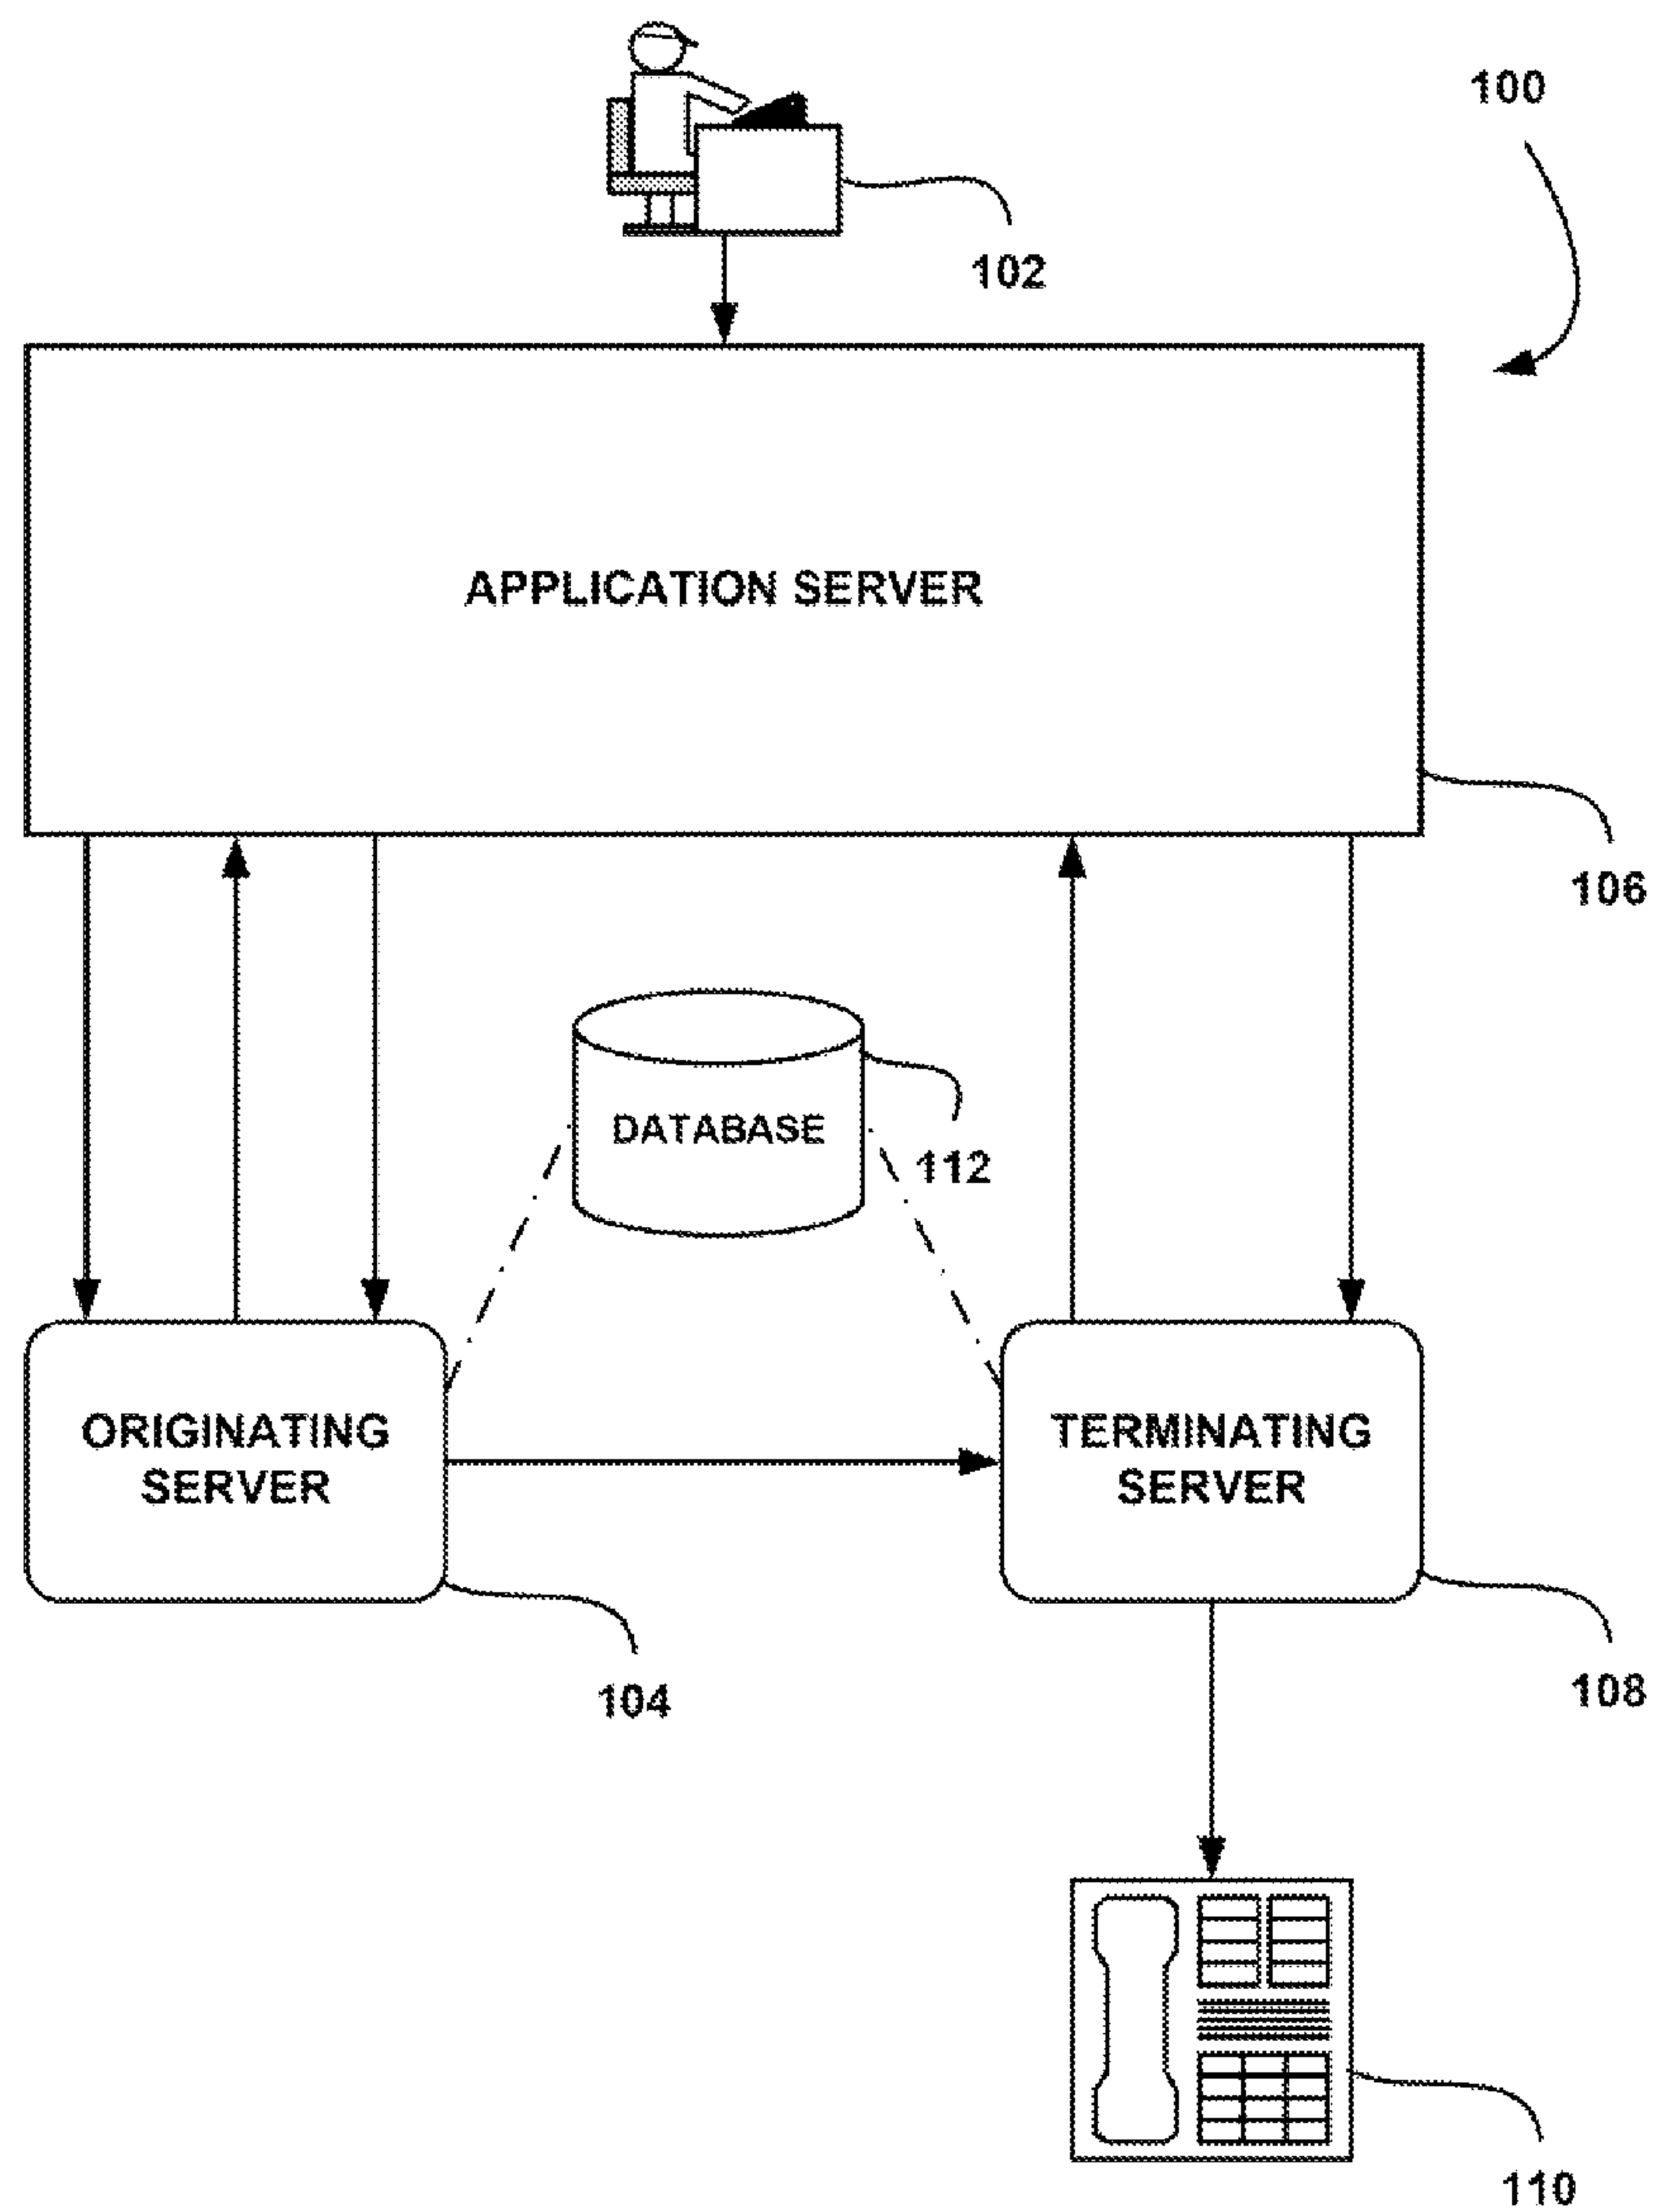 100
102
APPLICATION SERVER
106
DATABASE
112
ORIGINATING
SERVER
TERMINATING
SERVER
104
108
110